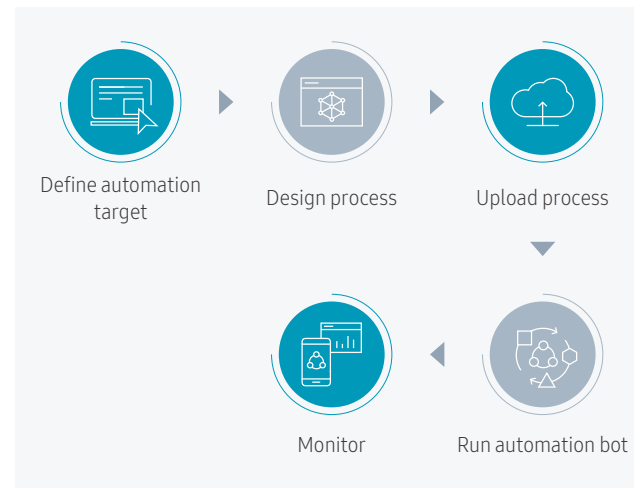 Define automation
target
Design process
Upload process
Monitor
Run automation bot